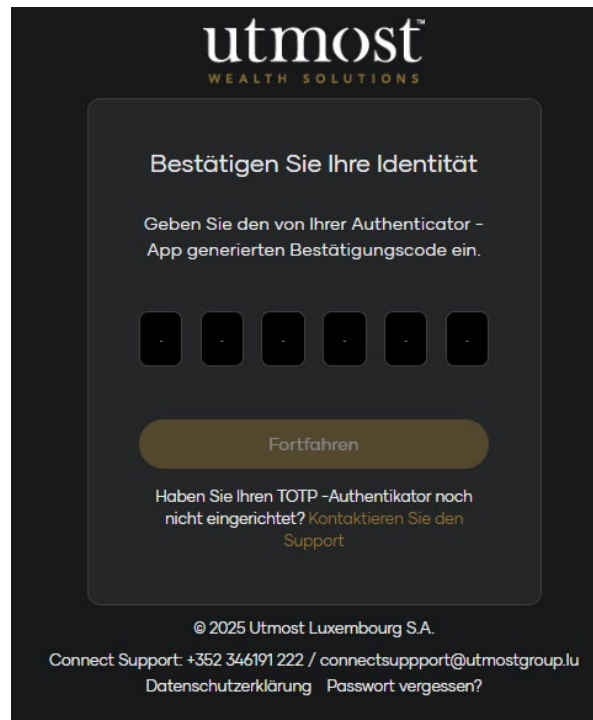 utmost™
WEALTH SOLUTIONS
Bestätigen Sie Ihre Identität
Geben Sie den von Ihrer Authenticator -
App generierten Bestätigungscode ein.
Fortfahren
Haben Sie Ihren TOTP -Authentikator noch
nicht eingerichtet? Kontaktieren Sie den
Support
© 2025 Utmost Luxembourg S.A.
Connect Support: +352 346191 222 / connectsuppport@utmostgroup.lu
Datenschutzerklärung Passwort vergessen?